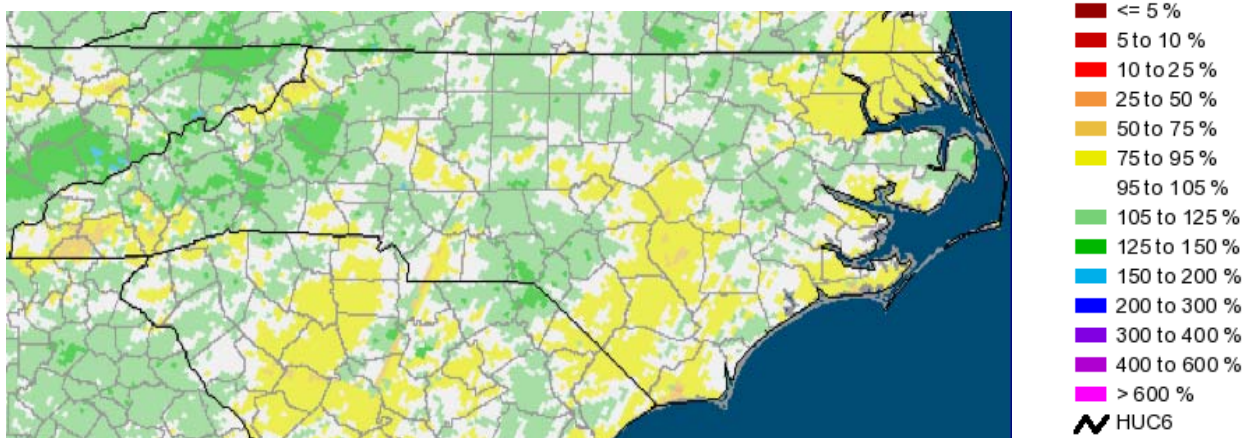 <= 5 %
5 to 10 %
10 to 25 %
25 to 50 %
50 to 75 %
75 to 95 %
95 to 105 %
105 to 125 %
125 to 150 %
150 to 200 %
200 to 300 %
300 to 400 %
400 to 600 %
> 600 %
HUC6